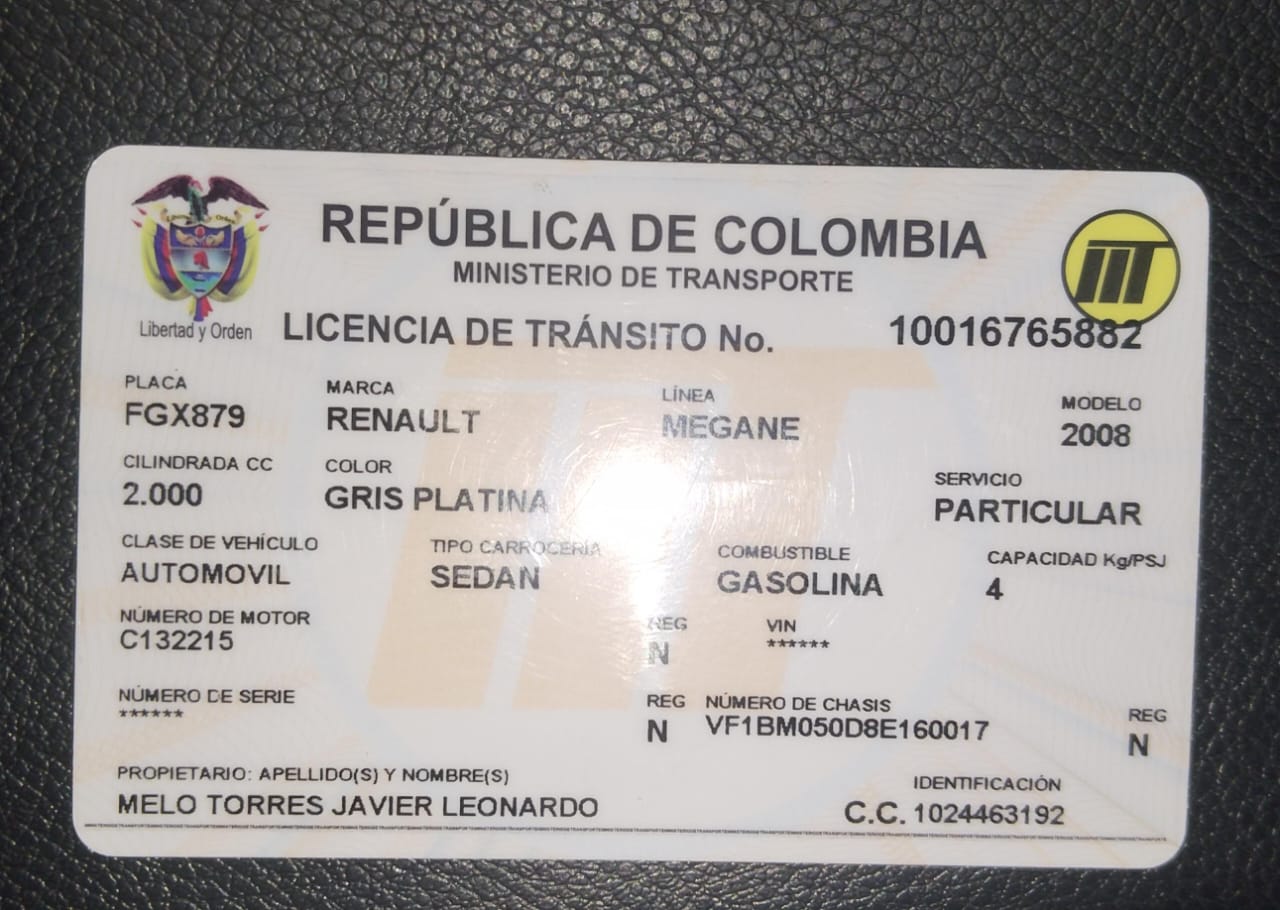 REPÚBLICA DE COLOMBIA
MINISTERIO DE TRANSPORTE
Libertad y Orden
LICENCIA DE TRÁNSITO No. 10016765882
PLACA MARCA LÍNEA MODELO
FGX879 RENAULT MEGANE 2008
CILINDRADA CC COLOR SERVICIO
2.000 GRIS PLATINA PARTICULAR
CLASE DE VEHÍCULO TIPO CARROCERÍA COMBUSTIBLE CAPACIDAD Kg/PSJ
AUTOMOVIL SEDAN GASOLINA 4
NÚMERO DE MOTOR REG VIN
C132215 N ******
NÚMERO DE SERIE REG NÚMERO DE CHASIS REG
****** N VF1BM050D8E160017 N
PROPIETARIO: APELLIDO(S) Y NOMBRE(S) IDENTIFICACIÓN
MELO TORRES JAVIER LEONARDO C.C. 1024463192